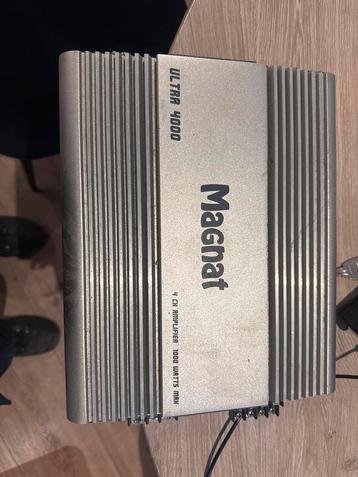 ULTRA 4000
Magnat
4 CH AMPLIFIER 1000 WATTS MAX